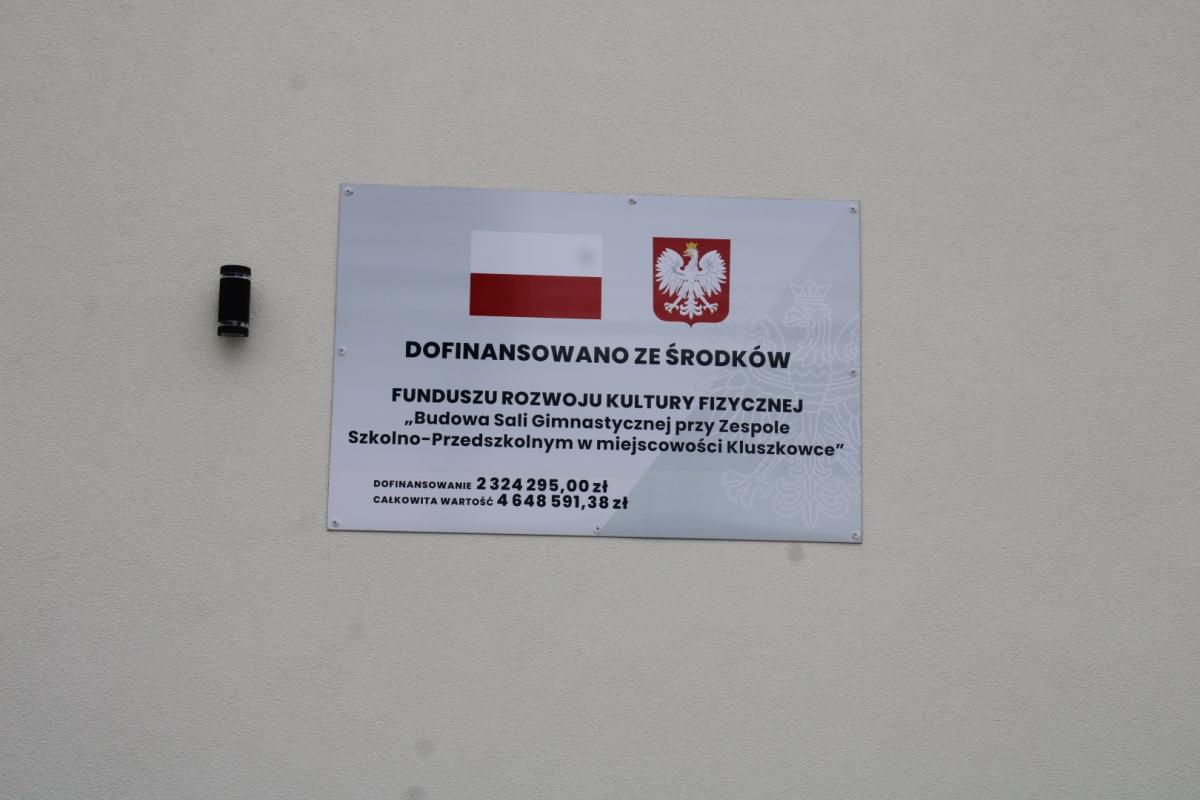 DOFINANSOWANO ZE ŚRODKÓW
FUNDUSZU ROZWOJU KULTURY FIZYCZNEJ
„Budowa Sali Gimnastycznej przy Zespole
Szkolno-Przedszkolnym w miejscowości Kluszkowce”
DOFINANSOWANIE 2 324 295,00 zł
CAŁKOWITA WARTOŚĆ 4 648 591,38 zł